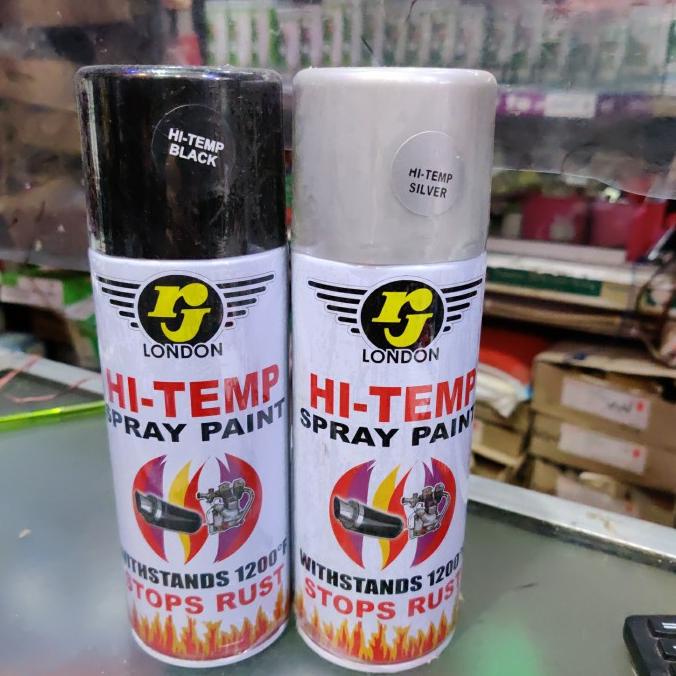 HI-TEMP
BLACK
rj
LONDON
HI-TEMP
SPRAY PAINT
WITHSTANDS 1200°F
STOPS RUST
HI-TEMP
SILVER
rj
LONDON
HI-TEMP
SPRAY PAINT
WITHSTANDS 1200°
STOPS RUST